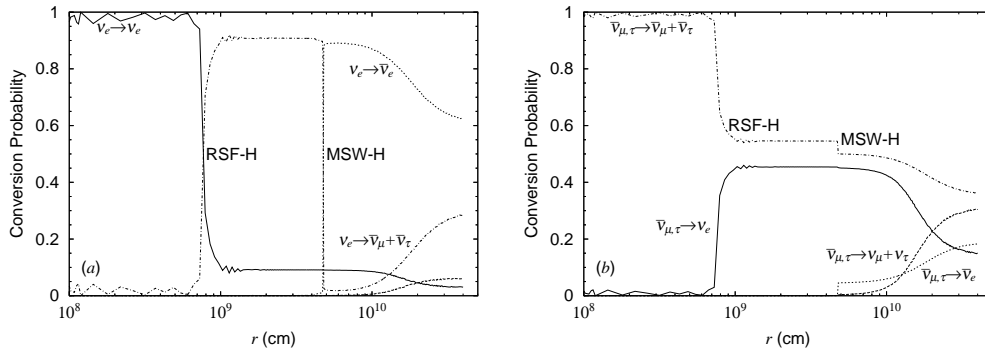 Conversion Probability
1
0.8
0.6
0.4
0.2
0
νe→νe
νe→ν̄e
RSF-H
MSW-H
νe→ν̄μ+ν̄τ
(a)
10^8
10^9
10^10
r (cm)
Conversion Probability
1
0.8
0.6
0.4
0.2
0
ν̄μ,τ→ν̄μ+ν̄τ
RSF-H
MSW-H
ν̄μ,τ→νe
ν̄μ,τ→νμ+ντ
ν̄μ,τ→ν̄e
(b)
10^8
10^9
10^10
r (cm)